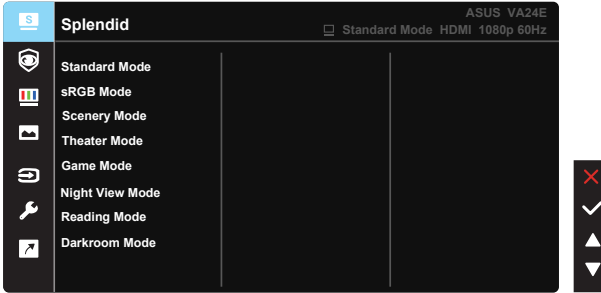 S
Splendid
ASUS VA24E
Standard Mode HDMI 1080p 60Hz
Standard Mode
sRGB Mode
Scenery Mode
Theater Mode
Game Mode
Night View Mode
Reading Mode
Darkroom Mode